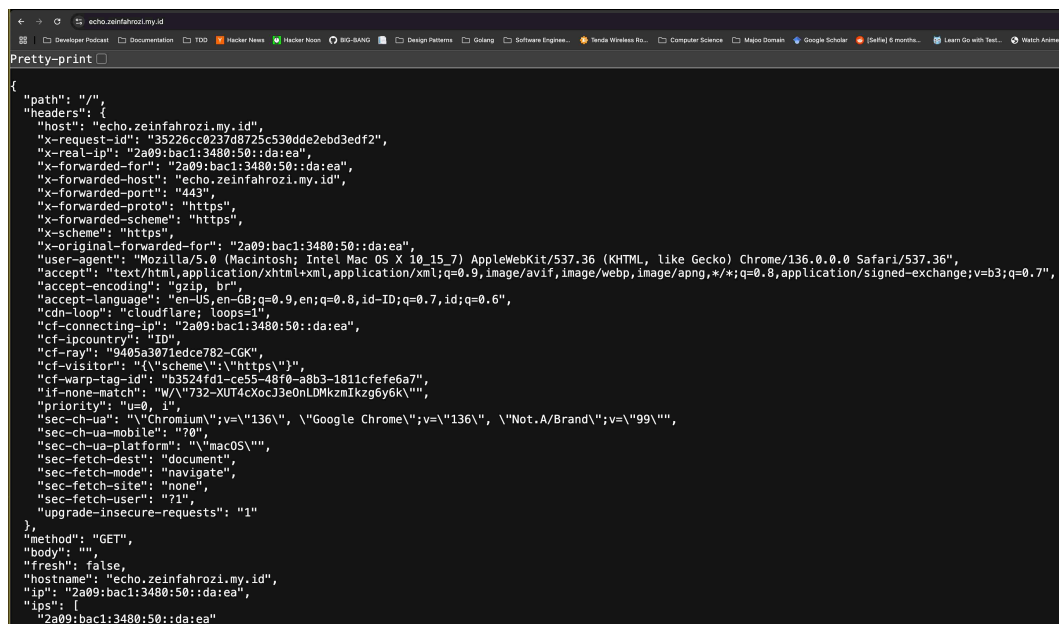 echo.zeinfahrozi.my.id
Developer Podcast Documentation TDD Hacker News Hacker Noon BIG-BANG Design Patterns Golang Software Enginee... Tenda Wireless Ro... Computer Science Majoo Domain Google Scholar [Selfie] 6 months... Learn Go with Test... Watch Anime
Pretty-print
{
"path": "/",
"headers": {
"host": "echo.zeinfahrozi.my.id",
"x-request-id": "35226cc0237d8725c530dde2ebd3edf2",
"x-real-ip": "2a09:bac1:3480:50::da:ea",
"x-forwarded-for": "2a09:bac1:3480:50::da:ea",
"x-forwarded-host": "echo.zeinfahrozi.my.id",
"x-forwarded-port": "443",
"x-forwarded-proto": "https",
"x-forwarded-scheme": "https",
"x-scheme": "https",
"x-original-forwarded-for": "2a09:bac1:3480:50::da:ea",
"user-agent": "Mozilla/5.0 (Macintosh; Intel Mac OS X 10_15_7) AppleWebKit/537.36 (KHTML, like Gecko) Chrome/136.0.0.0 Safari/537.36",
"accept": "text/html,application/xhtml+xml,application/xml;q=0.9,image/avif,image/webp,image/apng,*/*;q=0.8,application/signed-exchange;v=b3;q=0.7",
"accept-encoding": "gzip, br",
"accept-language": "en-US,en-GB;q=0.9,en;q=0.8,id-ID;q=0.7,id;q=0.6",
"cdn-loop": "cloudflare; loops=1",
"cf-connecting-ip": "2a09:bac1:3480:50::da:ea",
"cf-ipcountry": "ID",
"cf-ray": "9405a3071edce782-CGK",
"cf-visitor": "{\"scheme\":\"https\"}",
"cf-warp-tag-id": "b3524fd1-ce55-48f0-a8b3-1811cfefe6a7",
"if-none-match": "W/\"732-XUT4cXocJ3eOnLDMkzmIkzg6y6k\"",
"priority": "u=0, i",
"sec-ch-ua": "\"Chromium\";v=\"136\", \"Google Chrome\";v=\"136\", \"Not.A/Brand\";v=\"99\"",
"sec-ch-ua-mobile": "?0",
"sec-ch-ua-platform": "\"macOS\"",
"sec-fetch-dest": "document",
"sec-fetch-mode": "navigate",
"sec-fetch-site": "none",
"sec-fetch-user": "?1",
"upgrade-insecure-requests": "1"
},
"method": "GET",
"body": "",
"fresh": false,
"hostname": "echo.zeinfahrozi.my.id",
"ip": "2a09:bac1:3480:50::da:ea",
"ips": [
"2a09:bac1:3480:50::da:ea"